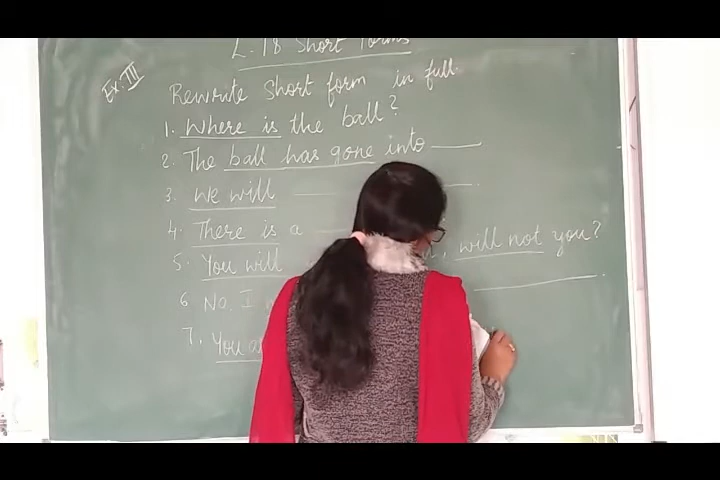 L.18 Short Forms
Ex. III
Rewrite Short form in full.
1. Where is the ball?
2. The ball has gone into
3. We will
4. There is a
5. You will , will not you?
6 No. I
7. You